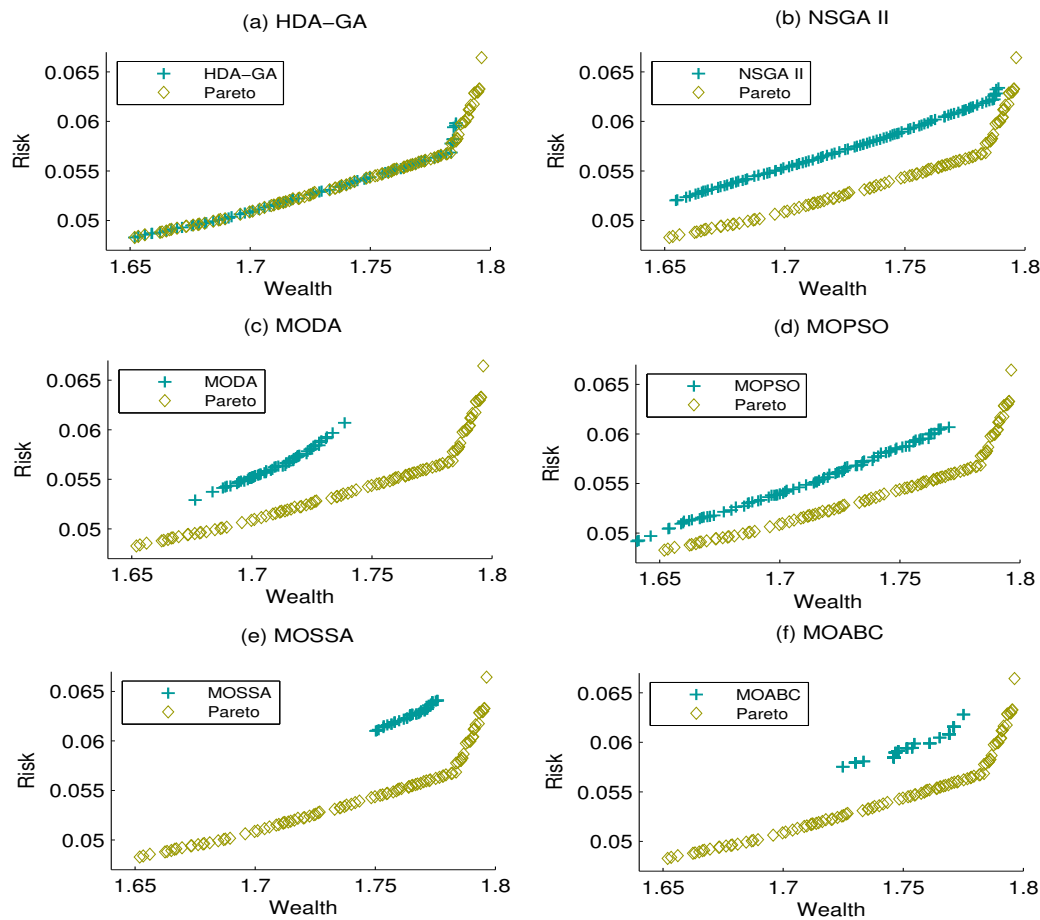 (a) HDA−GA
Risk
0.065
0.06
0.055
0.05
HDA−GA
Pareto
1.65 1.7 1.75 1.8
Wealth
(b) NSGA II
Risk
0.065
0.06
0.055
0.05
NSGA II
Pareto
1.65 1.7 1.75 1.8
Wealth
(c) MODA
Risk
0.065
0.06
0.055
0.05
MODA
Pareto
1.65 1.7 1.75 1.8
Wealth
(d) MOPSO
Risk
0.065
0.06
0.055
0.05
MOPSO
Pareto
1.65 1.7 1.75 1.8
Wealth
(e) MOSSA
Risk
0.065
0.06
0.055
0.05
MOSSA
Pareto
1.65 1.7 1.75 1.8
Wealth
(f) MOABC
Risk
0.065
0.06
0.055
0.05
MOABC
Pareto
1.65 1.7 1.75 1.8
Wealth